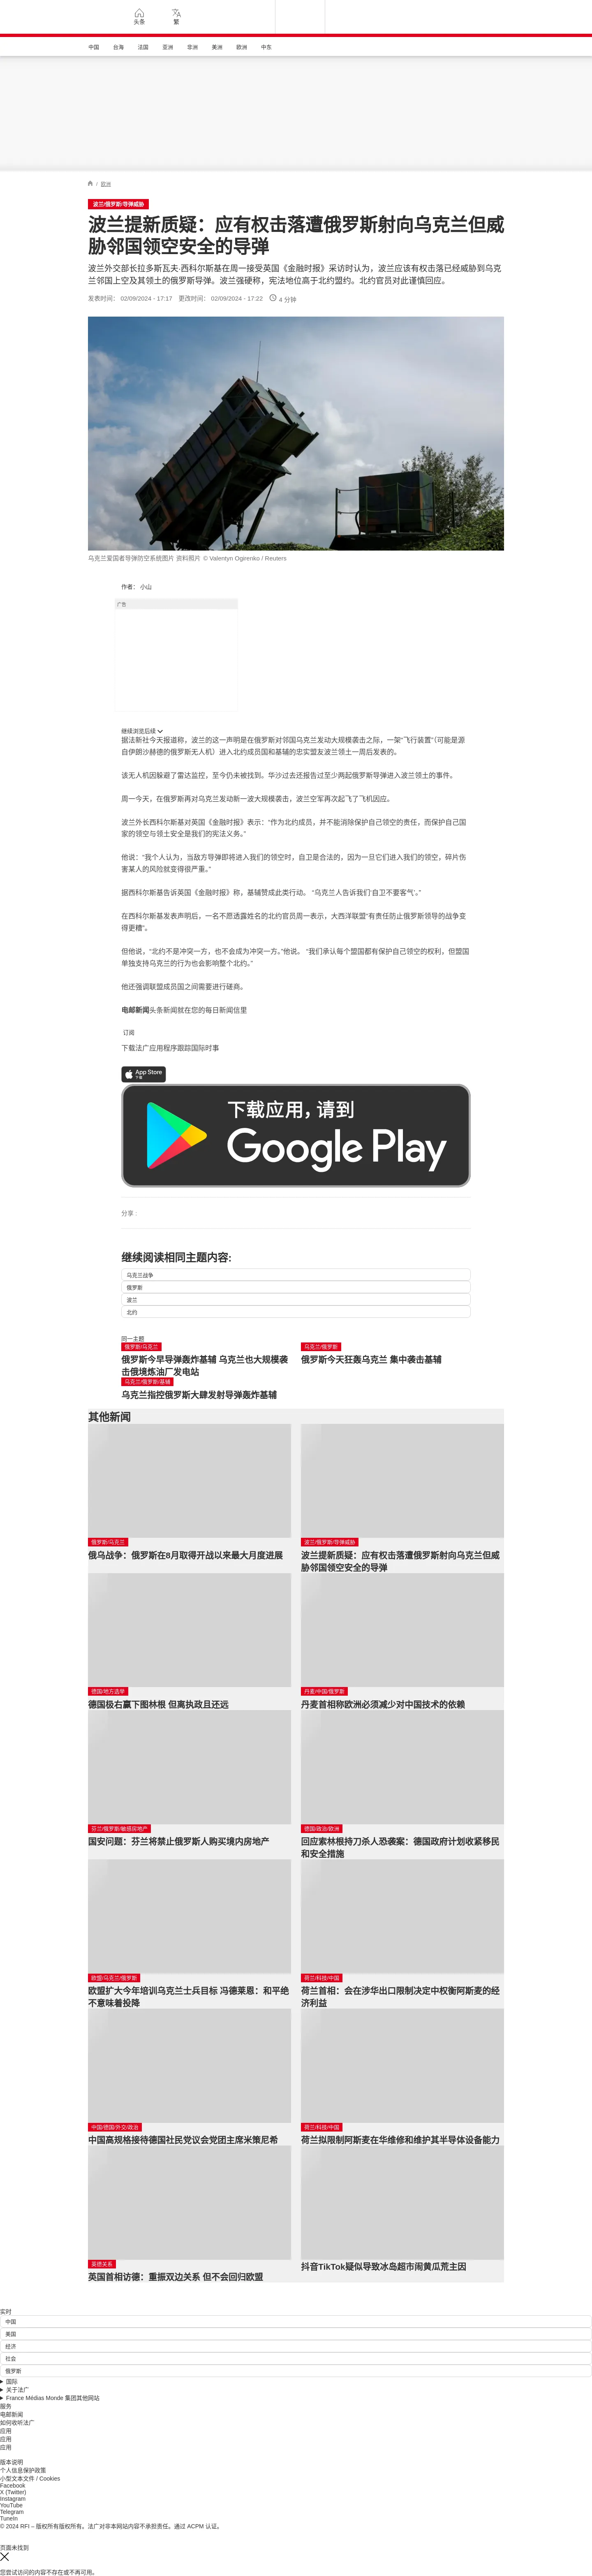 头条
繁
中国 台海 法国 亚洲 非洲 美洲 欧洲 中东
/ 欧洲
波兰/俄罗斯/导弹威胁
波兰提新质疑：应有权击落遭俄罗斯射向乌克兰但威
胁邻国领空安全的导弹
波兰外交部长拉多斯瓦夫·西科尔斯基在周一接受英国《金融时报》采访时认为，波兰应该有权击落已经威胁到乌克
兰邻国上空及其领土上的俄罗斯导弹。波兰强硬称，宪法地位高于北约盟约。北约官员对此谨慎回应。
发表时间： 02/09/2024 - 17:17 更改时间： 02/09/2024 - 17:22 4 分钟
乌克兰爱国者导弹防空系统图片 资料照片 © Valentyn Ogirenko / Reuters
作者： 小山
广告
继续浏览后续
据法新社今天报道称，波兰的这一声明是在俄罗斯对邻国乌克兰发动大规模袭击之际，一架“飞行装置”（可能是源
自伊朗沙赫德的俄罗斯无人机）进入北约成员国和基辅的忠实盟友波兰领土一周后发表的。
该无人机因躲避了雷达监控，至今仍未被找到。华沙过去还报告过至少两起俄罗斯导弹进入波兰领土的事件。
周一今天，在俄罗斯再对乌克兰发动新一波大规模袭击，波兰空军再次起飞了飞机因应。
波兰外长西科尔斯基对英国《金融时报》表示：“作为北约成员，并不能消除保护自己领空的责任，而保护自己国
家的领空与领土安全是我们的宪法义务。”
他说：“我个人认为，当敌方导弹即将进入我们的领空时，自卫是合法的，因为一旦它们进入我们的领空，碎片伤
害某人的风险就变得很严重。”
据西科尔斯基告诉英国《金融时报》称，基辅赞成此类行动。 “乌克兰人告诉我们‘自卫不要客气’。”
在西科尔斯基发表声明后，一名不愿透露姓名的北约官员周一表示，大西洋联盟“有责任防止俄罗斯领导的战争变
得更糟”。
但他说，“北约不是冲突一方，也不会成为冲突一方。”他说。 “我们承认每个盟国都有保护自己领空的权利，但盟国
单独支持乌克兰的行为也会影响整个北约。”
他还强调联盟成员国之间需要进行磋商。
电邮新闻头条新闻就在您的每日新闻信里
订阅
下载法广应用程序跟踪国际时事
App Store
下载
下载应用，请到
Google Play
分享 :
继续阅读相同主题内容:
乌克兰战争
俄罗斯
波兰
北约
同一主题
俄罗斯/乌克兰
俄罗斯今早导弹轰炸基辅 乌克兰也大规模袭
击俄境炼油厂发电站
乌克兰/俄罗斯
俄罗斯今天狂轰乌克兰 集中袭击基辅
乌克兰/俄罗斯/基辅
乌克兰指控俄罗斯大肆发射导弹轰炸基辅
其他新闻
俄罗斯/乌克兰
俄乌战争：俄罗斯在8月取得开战以来最大月度进展
波兰/俄罗斯/导弹威胁
波兰提新质疑：应有权击落遭俄罗斯射向乌克兰但威
胁邻国领空安全的导弹
德国/地方选举
德国极右赢下图林根 但离执政且还远
丹麦/中国/俄罗斯
丹麦首相称欧洲必须减少对中国技术的依赖
芬兰/俄罗斯/敏感房地产
国安问题：芬兰将禁止俄罗斯人购买境内房地产
德国/政治/欧洲
回应索林根持刀杀人恐袭案：德国政府计划收紧移民
和安全措施
欧盟/乌克兰/俄罗斯
欧盟扩大今年培训乌克兰士兵目标 冯德莱恩：和平绝
不意味着投降
荷兰/科技/中国
荷兰首相：会在涉华出口限制决定中权衡阿斯麦的经
济利益
中国/德国/外交/政治
中国高规格接待德国社民党议会党团主席米策尼希
荷兰/科技/中国
荷兰拟限制阿斯麦在华维修和维护其半导体设备能力
英德关系
英国首相访德：重振双边关系 但不会回归欧盟
抖音TikTok疑似导致冰岛超市闹黄瓜荒主因
实时
中国
美国
经济
社会
俄罗斯
国际
关于法广
France Médias Monde 集团其他网站
服务
电邮新闻
如何收听法广
应用
应用
应用
版本说明
个人信息保护政策
小型文本文件 / Cookies
Facebook
X (Twitter)
Instagram
YouTube
Telegram
TuneIn
© 2024 RFI – 版权所有版权所有。法广对非本网站内容不承担责任。通过 ACPM 认证。
页面未找到
您尝试访问的内容不存在或不再可用。